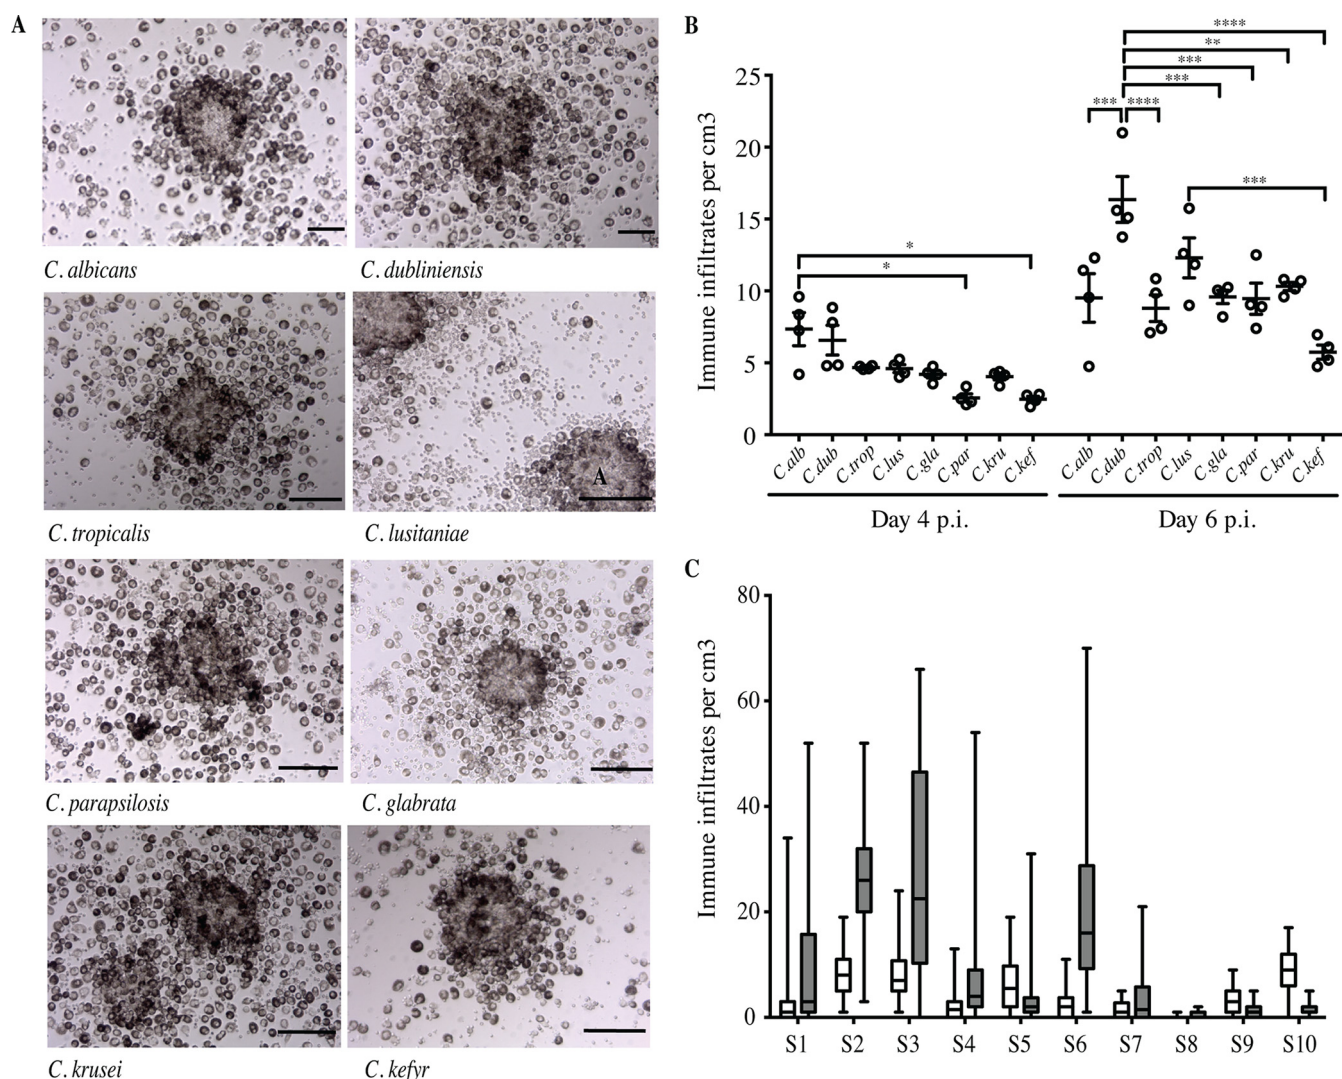 A
C. albicans
C. dubliniensis
C. tropicalis
A
C. lusitaniae
C. parapsilosis
C. glabrata
C. krusei
C. kefyr
B
Immune infiltrates per cm3
25
20
15
10
5
0
*
*
***
****
***
***
**
****
***
C.alb
C.dub
C.trop
C.lus
C.gla
C.par
C.kru
C.kef
C.alb
C.dub
C.trop
C.lus
C.gla
C.par
C.kru
C.kef
Day 4 p.i.
Day 6 p.i.
C
Immune infiltrates per cm3
80
60
40
20
0
S1 S2 S3 S4 S5 S6 S7 S8 S9 S10